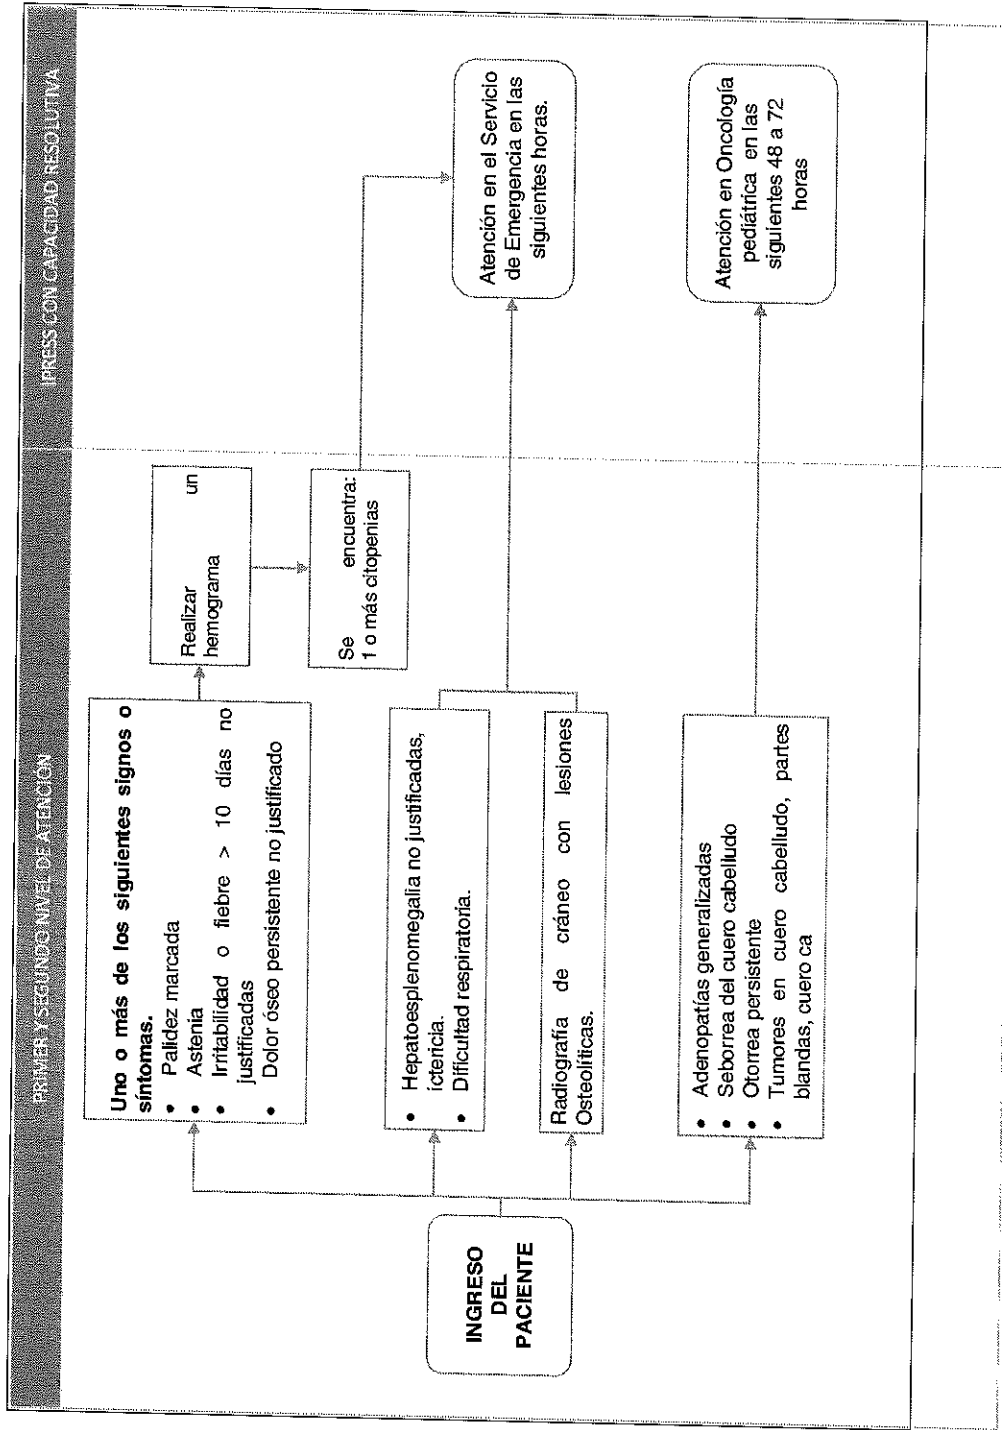 PRIMER Y SEGUNDO NIVEL DE ATENCIÓN
IPRESS CON CAPACIDAD RESOLUTIVA
INGRESO
DEL
PACIENTE
Uno o más de los siguientes signos o
síntomas.
• Palidez marcada
• Astenia
• Irritabilidad o fiebre > 10 días no
justificadas
• Dolor óseo persistente no justificado
Realizar un
hemograma
Se encuentra:
1 o más citopenias
• Hepatoesplenomegalia no justificadas,
ictericia.
• Dificultad respiratoria.
Radiografía de cráneo con lesiones
Osteolíticas.
Atención en el Servicio
de Emergencia en las
siguientes horas.
• Adenopatías generalizadas
• Seborrea del cuero cabelludo
• Otorrea persistente
• Tumores en cuero cabelludo, partes
blandas, cuero ca
Atención en Oncología
pediátrica en las
siguientes 48 a 72
horas